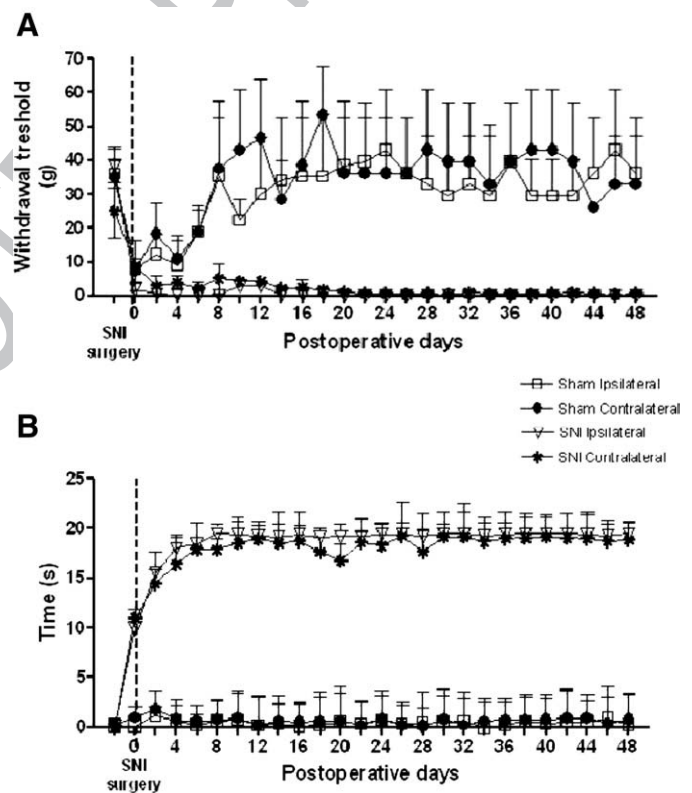 A
Withdrawal treshold
(g)
70
60
50
40
30
20
10
0
0 4 8 12 16 20 24 28 32 36 40 44 48
SNI
surgery
Postoperative days
Sham Ipsilateral
Sham Contralateral
SNI Ipsilateral
SNI Contralateral
B
Time (s)
25
20
15
10
5
0
0 4 8 12 16 20 24 28 32 36 40 44 48
SNI
surgery
Postoperative days